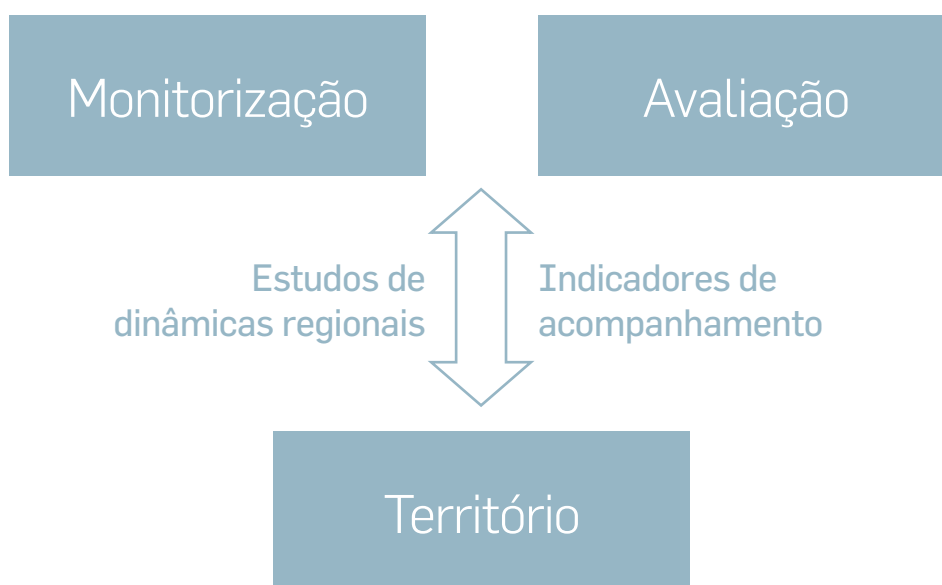 Monitorização
Avaliação
Estudos de
dinâmicas regionais
Indicadores de
acompanhamento
Território